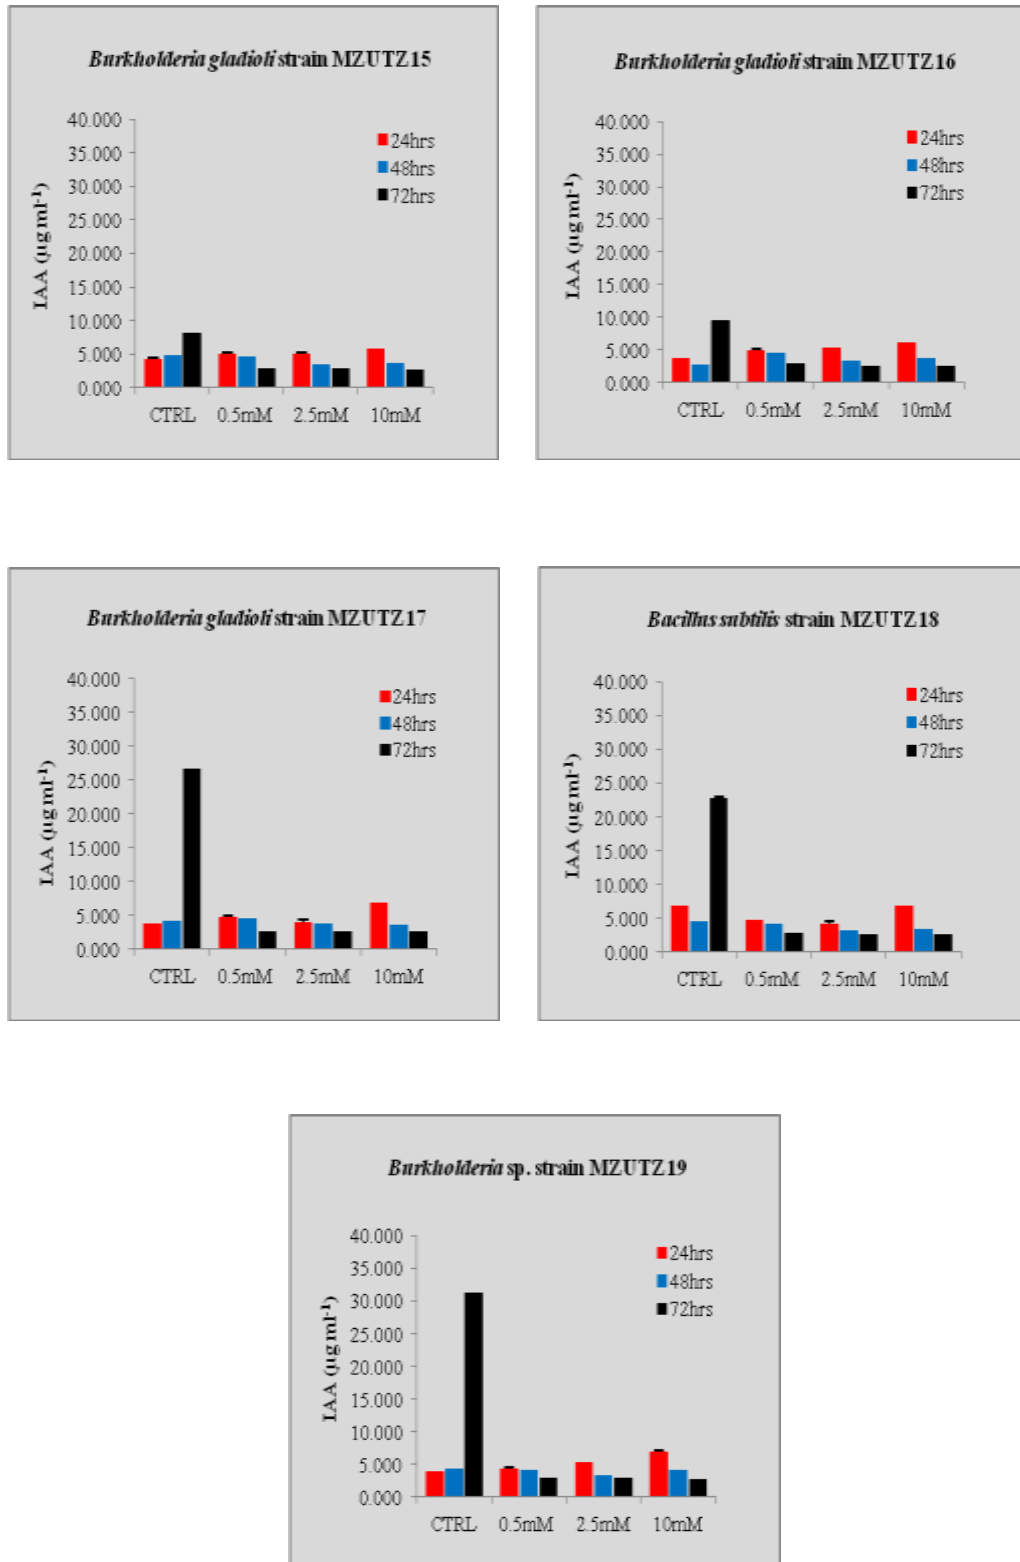 Burkholderia gladioli strain MZUTZ15
40.000
35.000
30.000
25.000
20.000
15.000
10.000
5.000
0.000
IAA (µg ml-1)
24hrs
48hrs
72hrs
CTRL 0.5mM 2.5mM 10mM
Burkholderia gladioli strain MZUTZ16
40.000
35.000
30.000
25.000
20.000
15.000
10.000
5.000
0.000
IAA (µg ml-1)
24hrs
48hrs
72hrs
CTRL 0.5mM 2.5mM 10mM
Burkholderia gladioli strain MZUTZ17
40.000
35.000
30.000
25.000
20.000
15.000
10.000
5.000
0.000
IAA (µg ml-1)
24hrs
48hrs
72hrs
CTRL 0.5mM 2.5mM 10mM
Bacillus subtilis strain MZUTZ18
40.000
35.000
30.000
25.000
20.000
15.000
10.000
5.000
0.000
IAA (µg ml-1)
24hrs
48hrs
72hrs
CTRL 0.5mM 2.5mM 10mM
Burkholderia sp. strain MZUTZ19
40.000
35.000
30.000
25.000
20.000
15.000
10.000
5.000
0.000
IAA (µg ml-1)
24hrs
48hrs
72hrs
CTRL 0.5mM 2.5mM 10mM